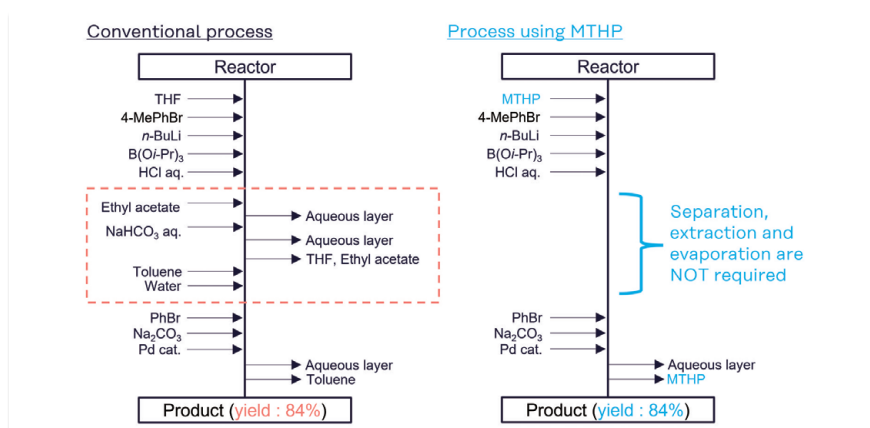 Conventional process
Reactor
THF
4-MePhBr
n-BuLi
B(Oi-Pr)₃
HCl aq.
Ethyl acetate
Aqueous layer
NaHCO₃ aq.
Aqueous layer
THF, Ethyl acetate
Toluene
Water
PhBr
Na₂CO₃
Pd cat.
Aqueous layer
Toluene
Product (yield : 84%)
Process using MTHP
Reactor
MTHP
4-MePhBr
n-BuLi
B(Oi-Pr)₃
HCl aq.
Separation,
extraction and
evaporation are
NOT required
PhBr
Na₂CO₃
Pd cat.
Aqueous layer
MTHP
Product (yield : 84%)